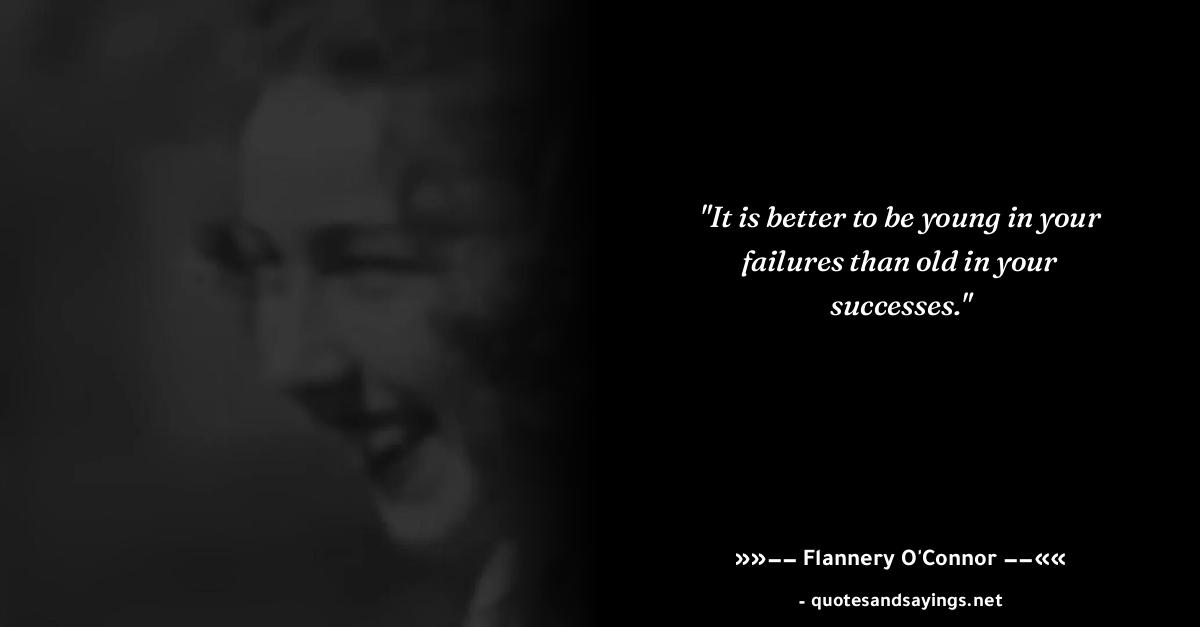 "It is better to be young in your
failures than old in your
successes."
»»–– Flannery O'Connor ––««
- quotesandsayings.net